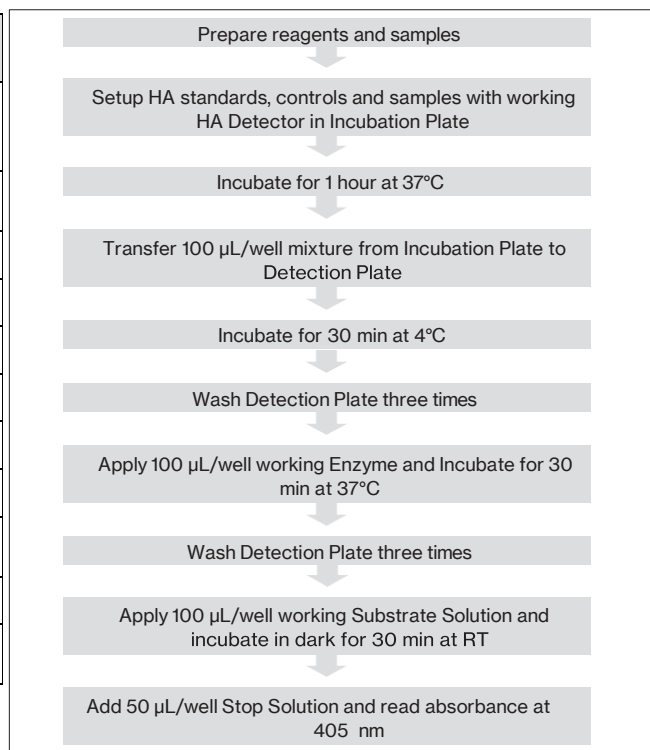 Prepare reagents and samples
Setup HA standards, controls and samples with working
HA Detector in Incubation Plate
Incubate for 1 hour at 37ºC
Transfer 100 µL/well mixture from Incubation Plate to
Detection Plate
Incubate for 30 min at 4ºC
Wash Detection Plate three times
Apply 100 µL/well working Enzyme and Incubate for 30
min at 37ºC
Wash Detection Plate three times
Apply 100 µL/well working Substrate Solution and
incubate in dark for 30 min at RT
Add 50 µL/well Stop Solution and read absorbance at
405 nm